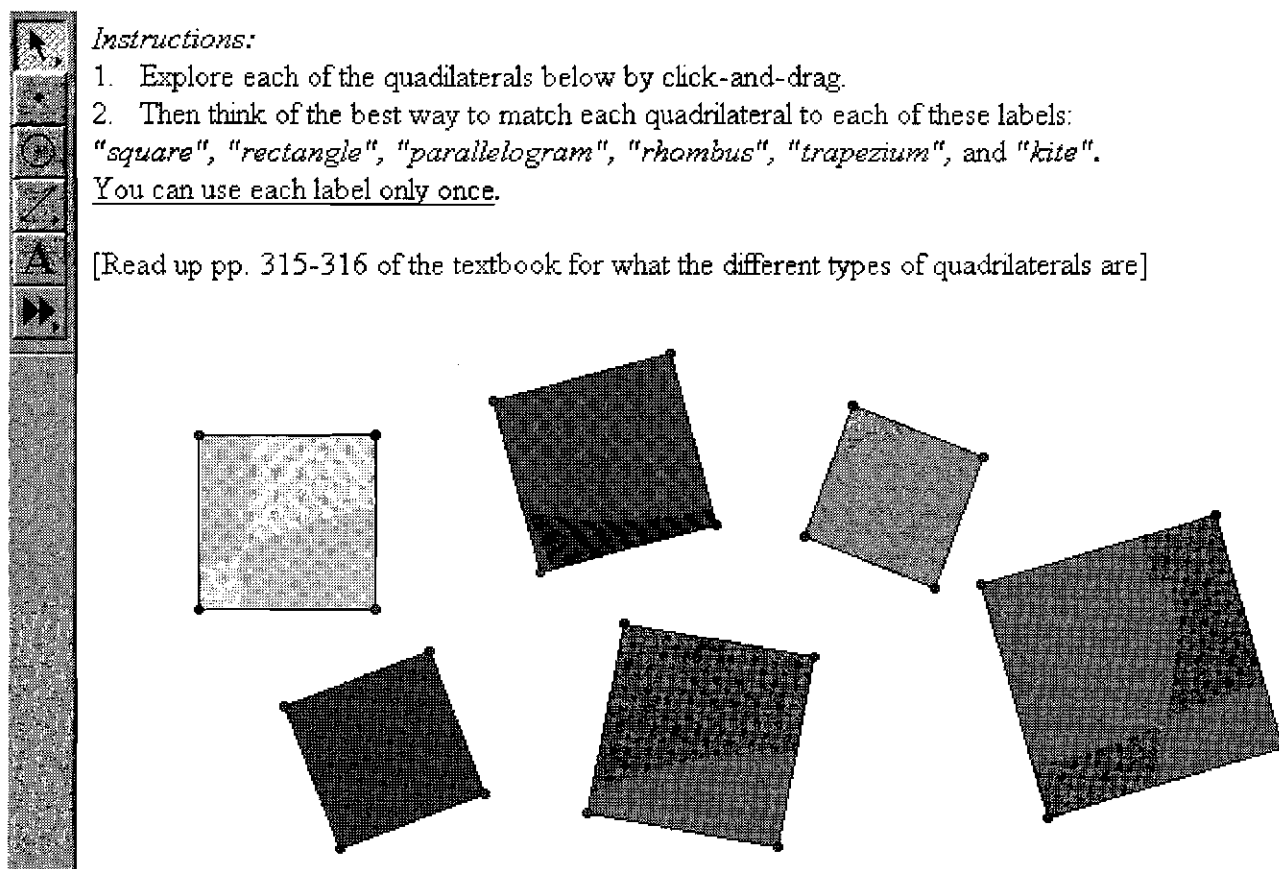 Instructions:
1. Explore each of the quadilaterals below by click-and-drag.
2. Then think of the best way to match each quadrilateral to each of these labels:
"square", "rectangle", "parallelogram", "rhombus", "trapezium", and "kite".
You can use each label only once.
[Read up pp. 315-316 of the textbook for what the different types of quadrilaterals are]
A